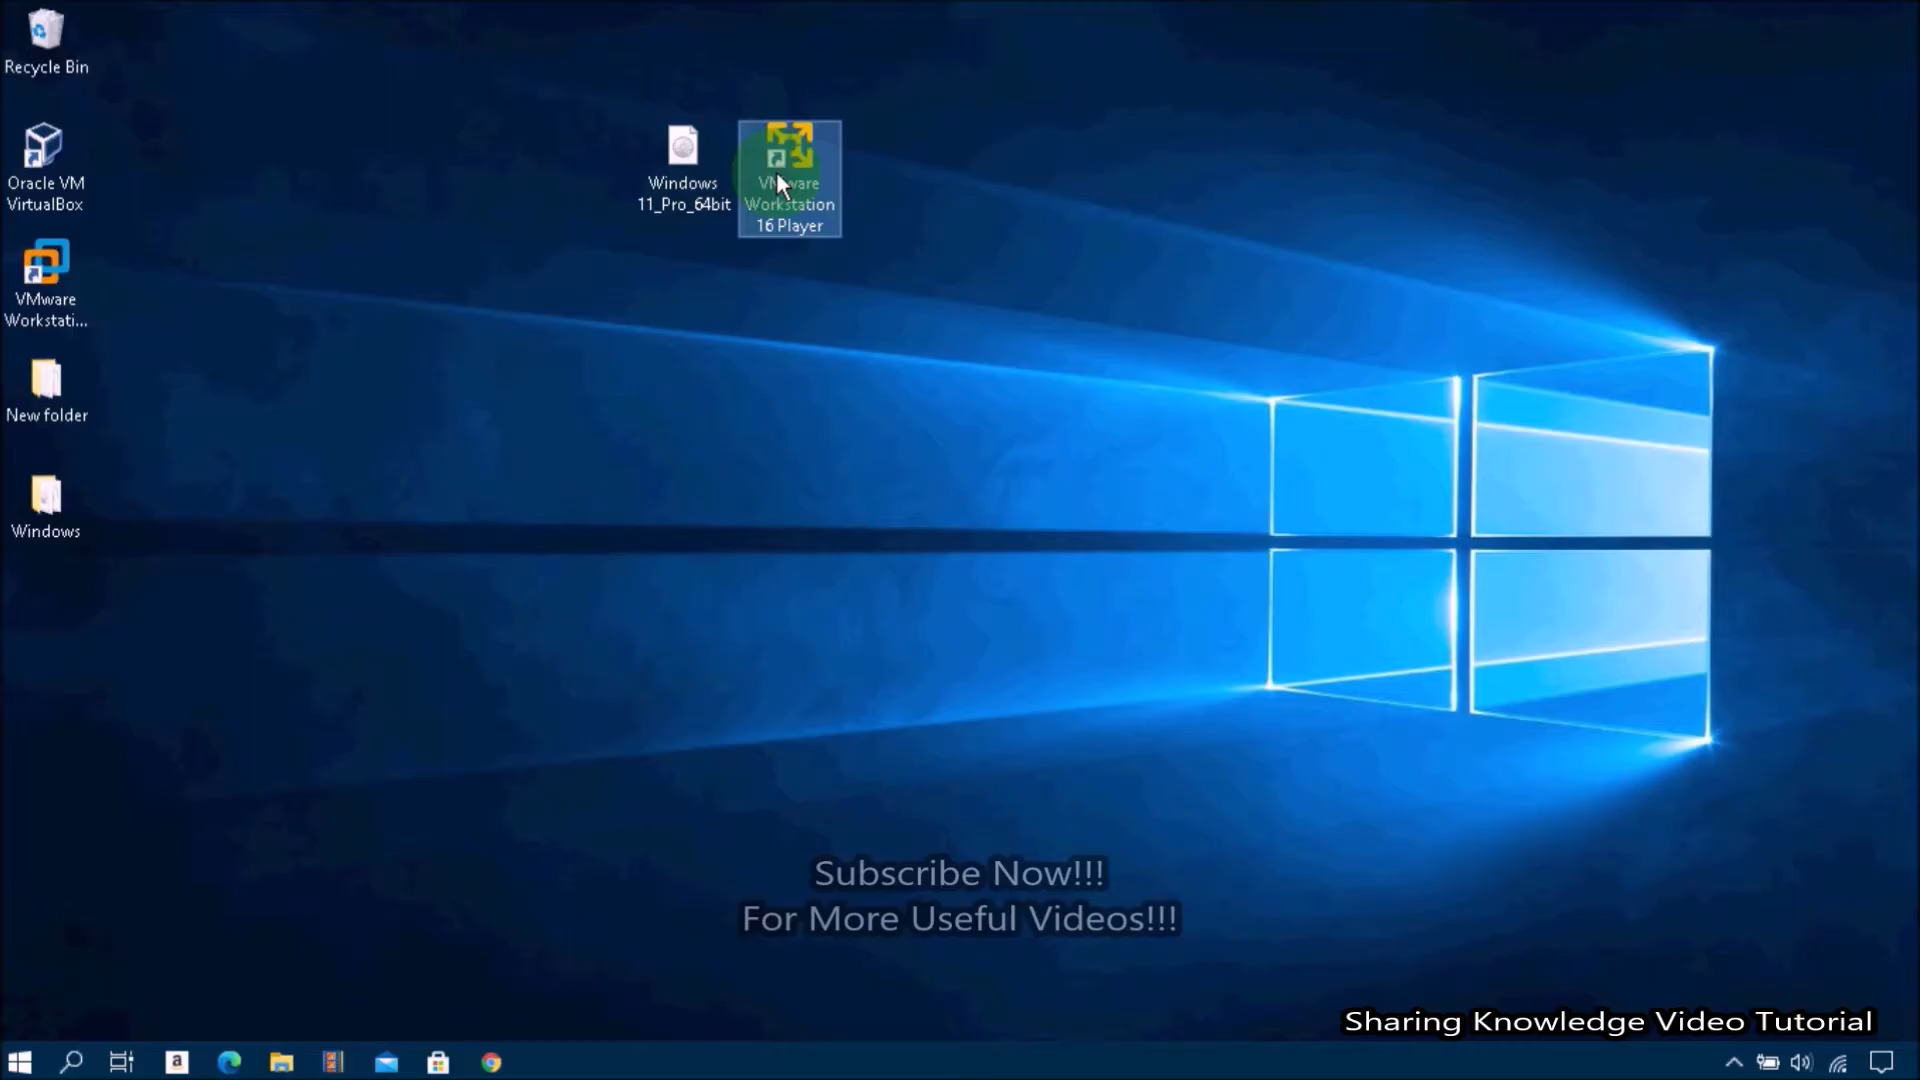 Recycle Bin
Oracle VM
VirtualBox
VMware
Workstati...
New folder
Windows
Windows
11_Pro_64bit
VMware
Workstation
16 Player
Subscribe Now!!!
For More Useful Videos!!!
Sharing Knowledge Video Tutorial
a